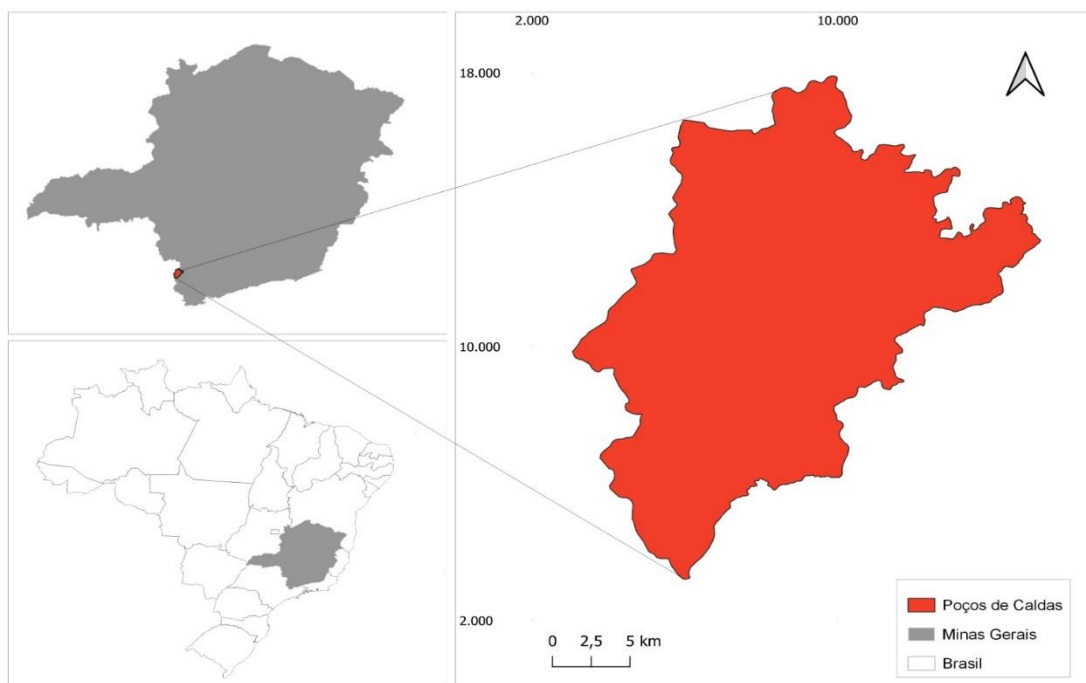 2.000 10.000
18.000
10.000
2.000
0 2,5 5 km
Poços de Caldas
Minas Gerais
Brasil